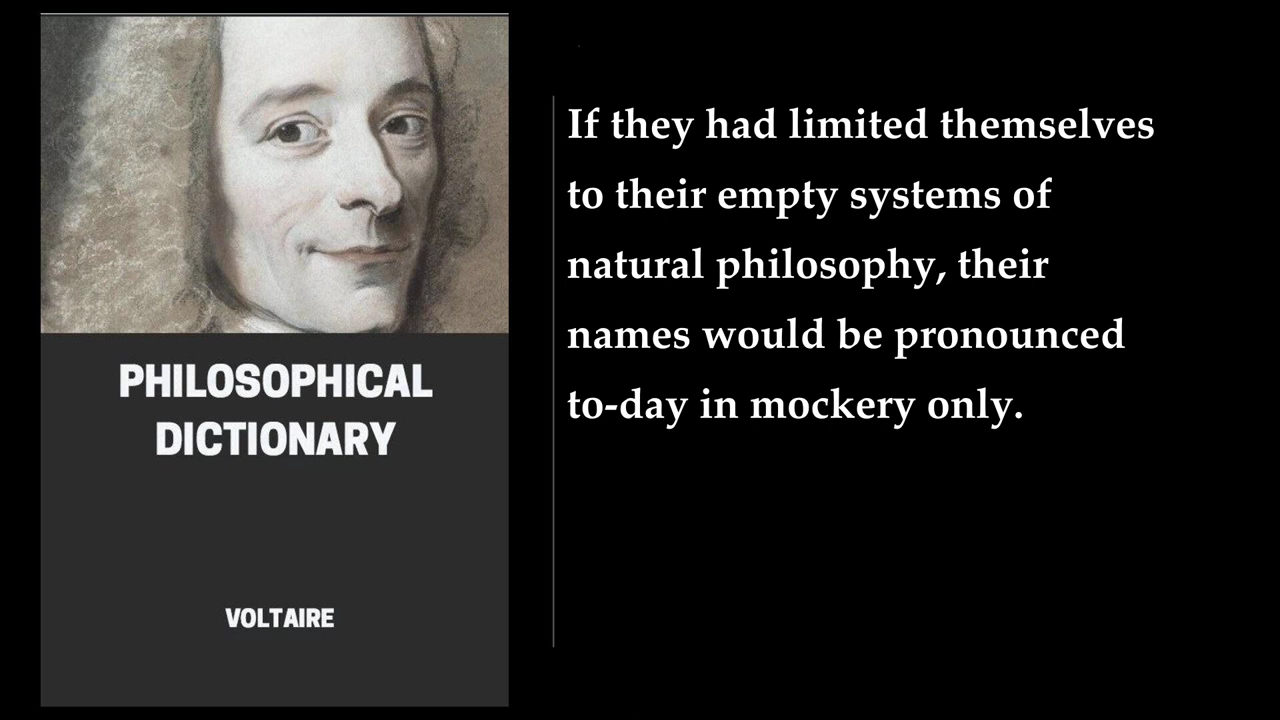 PHILOSOPHICAL
DICTIONARY
VOLTAIRE
If they had limited themselves
to their empty systems of
natural philosophy, their
names would be pronounced
to-day in mockery only.